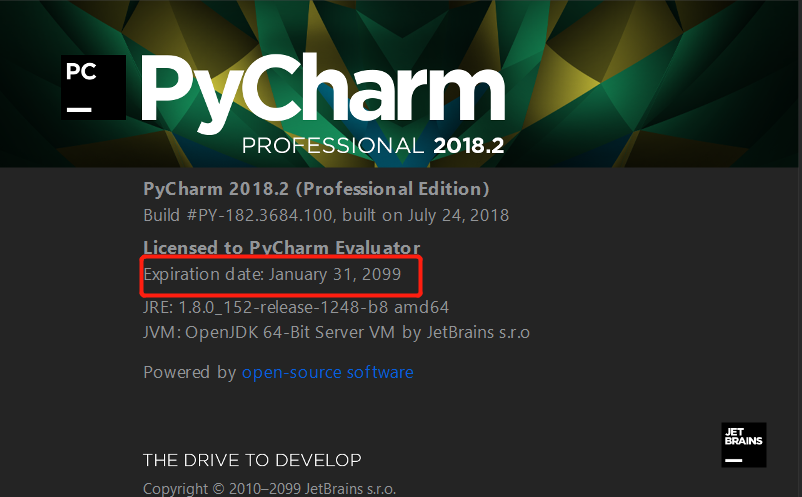 PC
PyCharm
PROFESSIONAL 2018.2
PyCharm 2018.2 (Professional Edition)
Build #PY-182.3684.100, built on July 24, 2018
Licensed to PyCharm Evaluator
Expiration date: January 31, 2099
JRE: 1.8.0_152-release-1248-b8 amd64
JVM: OpenJDK 64-Bit Server VM by JetBrains s.r.o
Powered by open-source software
JET
BRAINS
THE DRIVE TO DEVELOP
Copyright © 2010–2099 JetBrains s.r.o.